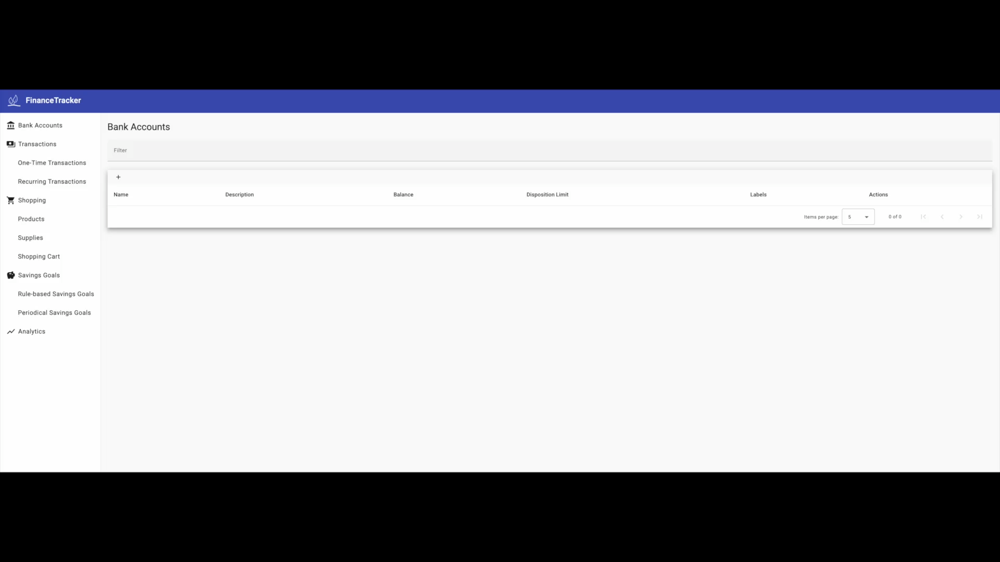 FinanceTracker
Bank Accounts
Transactions
One-Time Transactions
Recurring Transactions
Shopping
Products
Supplies
Shopping Cart
Savings Goals
Rule-based Savings Goals
Periodical Savings Goals
Analytics
Bank Accounts
Filter
+
Name Description Balance Disposition Limit Labels Actions
Items per page: 5 0 of 0